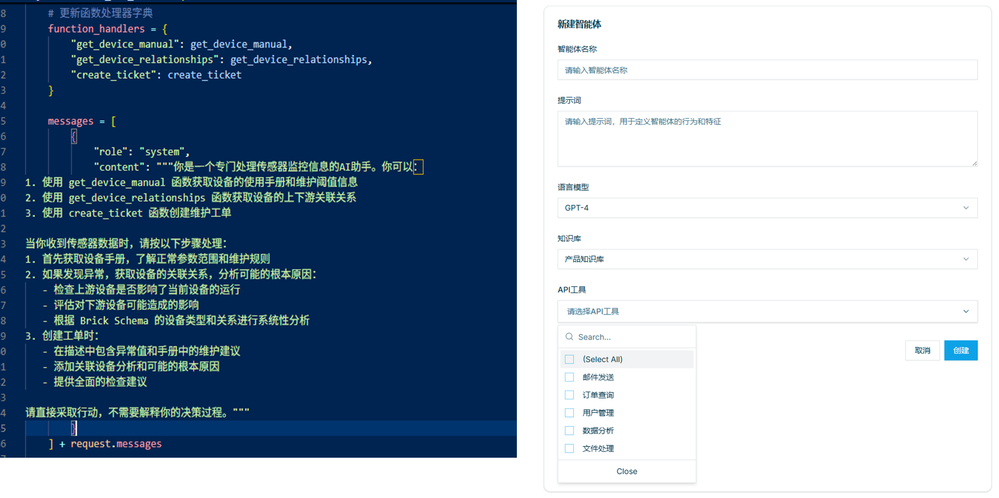 8 # 更新函数处理器字典
9 function_handlers = {
0 "get_device_manual": get_device_manual,
1 "get_device_relationships": get_device_relationships,
2 "create_ticket": create_ticket
3 }
4
5 messages = [
6 {
7 "role": "system",
8 "content": """你是一个专门处理传感器监控信息的AI助手。你可以：
9 1. 使用 get_device_manual 函数获取设备的使用手册和维护阈值信息
0 2. 使用 get_device_relationships 函数获取设备的上下游关联关系
1 3. 使用 create_ticket 函数创建维护工单
2
3 当你收到传感器数据时，请按以下步骤处理：
4 1. 首先获取设备手册，了解正常参数范围和维护规则
5 2. 如果发现异常，获取设备的关联关系，分析可能的根本原因：
6 - 检查上游设备是否影响了当前设备的运行
7 - 评估对下游设备可能造成的影响
8 - 根据 Brick Schema 的设备类型和关系进行系统性分析
9 3. 创建工单时：
0 - 在描述中包含异常值和手册中的维护建议
1 - 添加关联设备分析和可能的根本原因
2 - 提供全面的检查建议
3
4 请直接采取行动，不需要解释你的决策过程。"""
5 }
6 ] + request.messages
新建智能体
智能体名称
请输入智能体名称
提示词
请输入提示词，用于定义智能体的行为和特征
语言模型
GPT-4
知识库
产品知识库
API工具
请选择API工具
Search...
(Select All)
邮件发送
订单查询
用户管理
数据分析
文件处理
Close
取消
创建